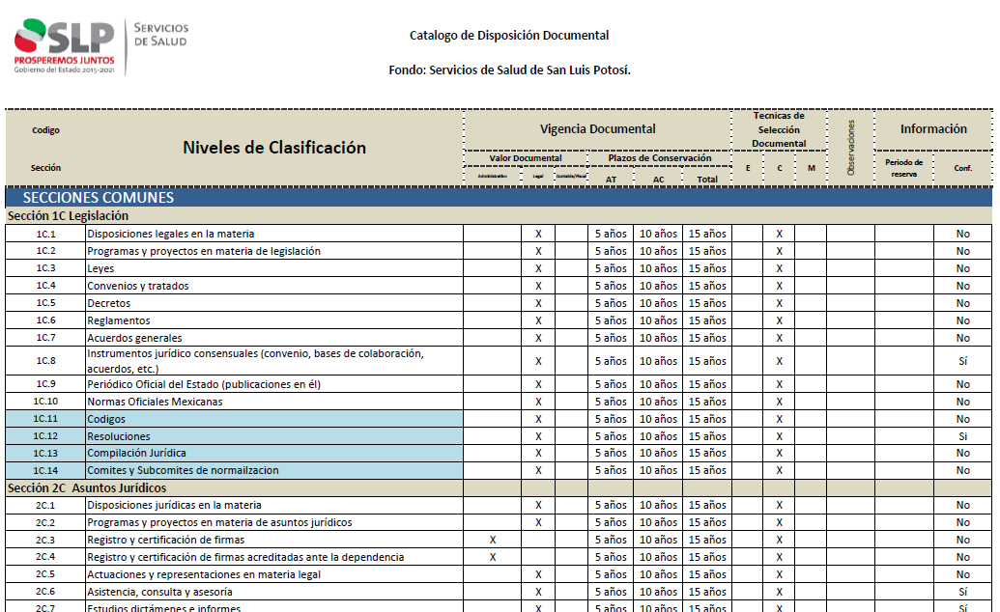 SLP
PROSPEREMOS JUNTOS
Gobierno del Estado 2015-2021
SERVICIOS
DE SALUD
Catalogo de Disposición Documental
Fondo: Servicios de Salud de San Luis Potosí.
Codigo
Sección
Niveles de Clasificación
Vigencia Documental
Tecnicas de
Selección
Documental
Observaciones
Información
Valor Documental
Plazos de Conservación
Periodo de
reserva
Conf.
Administrativo
Legal
Contable/Fiscal
AT
AC
Total
E
C
M
SECCIONES COMUNES
Sección 1C Legislación
1C.1 Disposiciones legales en la materia X 5 años 10 años 15 años X No
1C.2 Programas y proyectos en materia de legislación X 5 años 10 años 15 años X No
1C.3 Leyes X 5 años 10 años 15 años X No
1C.4 Convenios y tratados X 5 años 10 años 15 años X No
1C.5 Decretos X 5 años 10 años 15 años X No
1C.6 Reglamentos X 5 años 10 años 15 años X No
1C.7 Acuerdos generales X 5 años 10 años 15 años X No
1C.8 Instrumentos jurídico consensuales (convenio, bases de colaboración,
acuerdos, etc.) X 5 años 10 años 15 años X Sí
1C.9 Periódico Oficial del Estado (publicaciones en él) X 5 años 10 años 15 años X No
1C.10 Normas Oficiales Mexicanas X 5 años 10 años 15 años X No
1C.11 Codigos X 5 años 10 años 15 años X No
1C.12 Resoluciones X 5 años 10 años 15 años X Si
1C.13 Compilación Jurídica X 5 años 10 años 15 años X No
1C.14 Comites y Subcomites de normailzacion X 5 años 10 años 15 años X No
Sección 2C Asuntos Jurídicos
2C.1 Disposiciones jurídicas en la materia X 5 años 10 años 15 años X No
2C.2 Programas y proyectos en materia de asuntos jurídicos X 5 años 10 años 15 años X No
2C.3 Registro y certificación de firmas X 5 años 10 años 15 años X No
2C.4 Registro y certificación de firmas acreditadas ante la dependencia X 5 años 10 años 15 años X No
2C.5 Actuaciones y representaciones en materia legal X 5 años 10 años 15 años X No
2C.6 Asistencia, consulta y asesoría X 5 años 10 años 15 años X Sí
2C.7 Estudios dictámenes e informes X 5 años 10 años 15 años X Sí